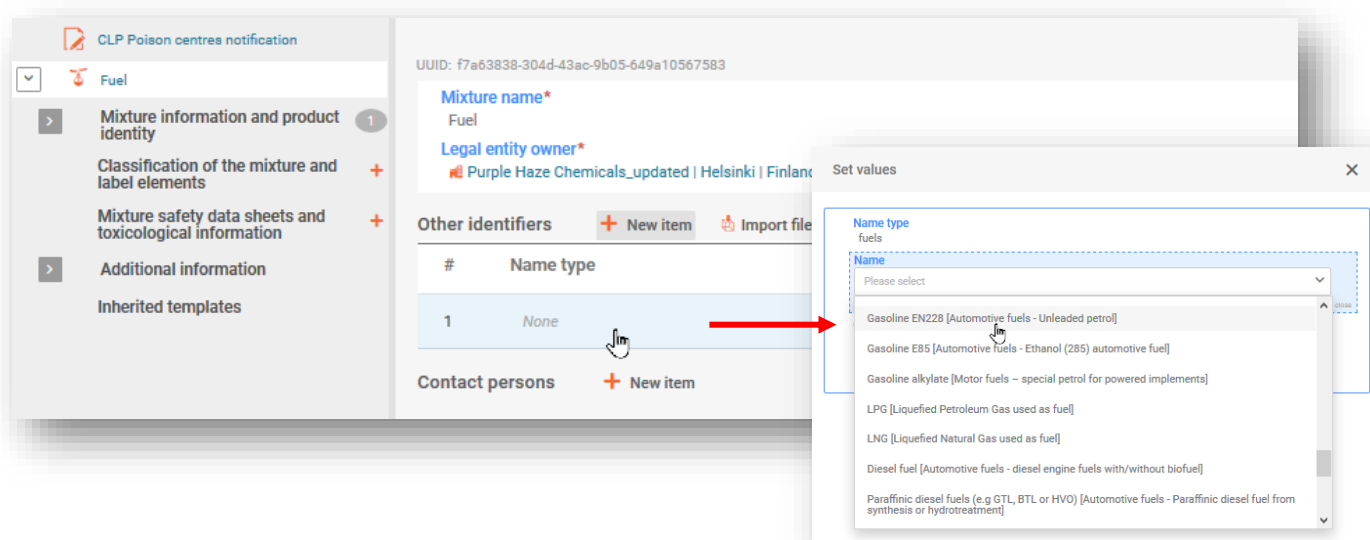 CLP Poison centres notification
Fuel
Mixture information and product
identity
1
Classification of the mixture and
label elements
+
Mixture safety data sheets and
toxicological information
+
Additional information
Inherited templates
UUID: f7a63838-304d-43ac-9b05-649a10567583
Mixture name*
Fuel
Legal entity owner*
Purple Haze Chemicals_updated | Helsinki | Finland
Other identifiers + New item Import file
# Name type
1 None
Contact persons + New item
Set values ×
Name type
fuels
Name
Please select
close
Gasoline EN228 [Automotive fuels - Unleaded petrol]
Gasoline E85 [Automotive fuels - Ethanol (285) automotive fuel]
Gasoline alkylate [Motor fuels – special petrol for powered implements]
LPG [Liquefied Petroleum Gas used as fuel]
LNG [Liquefied Natural Gas used as fuel]
Diesel fuel [Automotive fuels - diesel engine fuels with/without biofuel]
Paraffinic diesel fuels (e.g GTL, BTL or HVO) [Automotive fuels - Paraffinic diesel fuel from
synthesis or hydrotreatment]